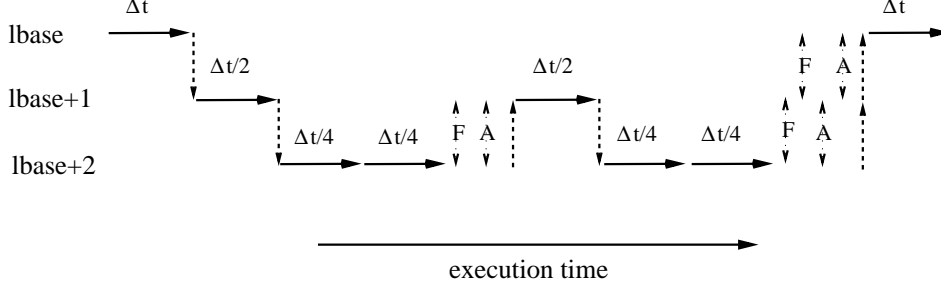 Δt Δt
lbase F A
Δt/2 Δt/2
lbase+1
Δt/4 Δt/4 F A Δt/4 Δt/4 F A
lbase+2
execution time